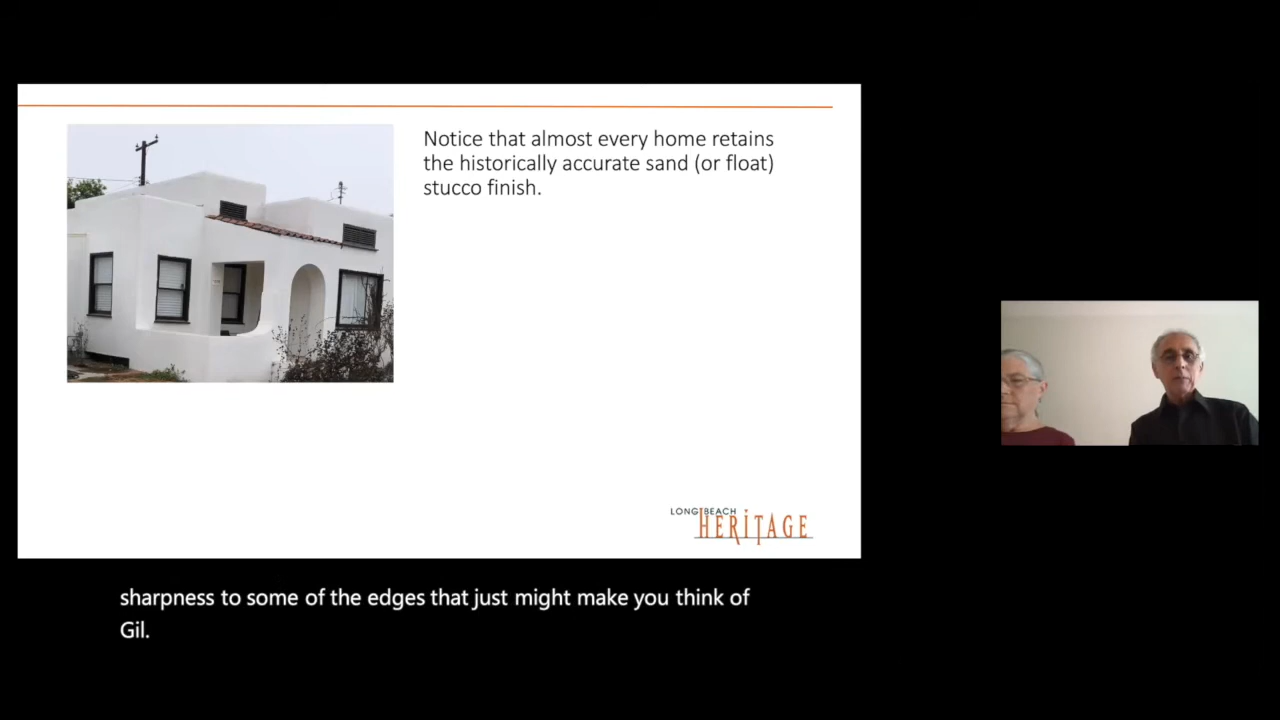 Notice that almost every home retains
the historically accurate sand (or float)
stucco finish.
LONG BEACH
HERITAGE
sharpness to some of the edges that just might make you think of
Gil.